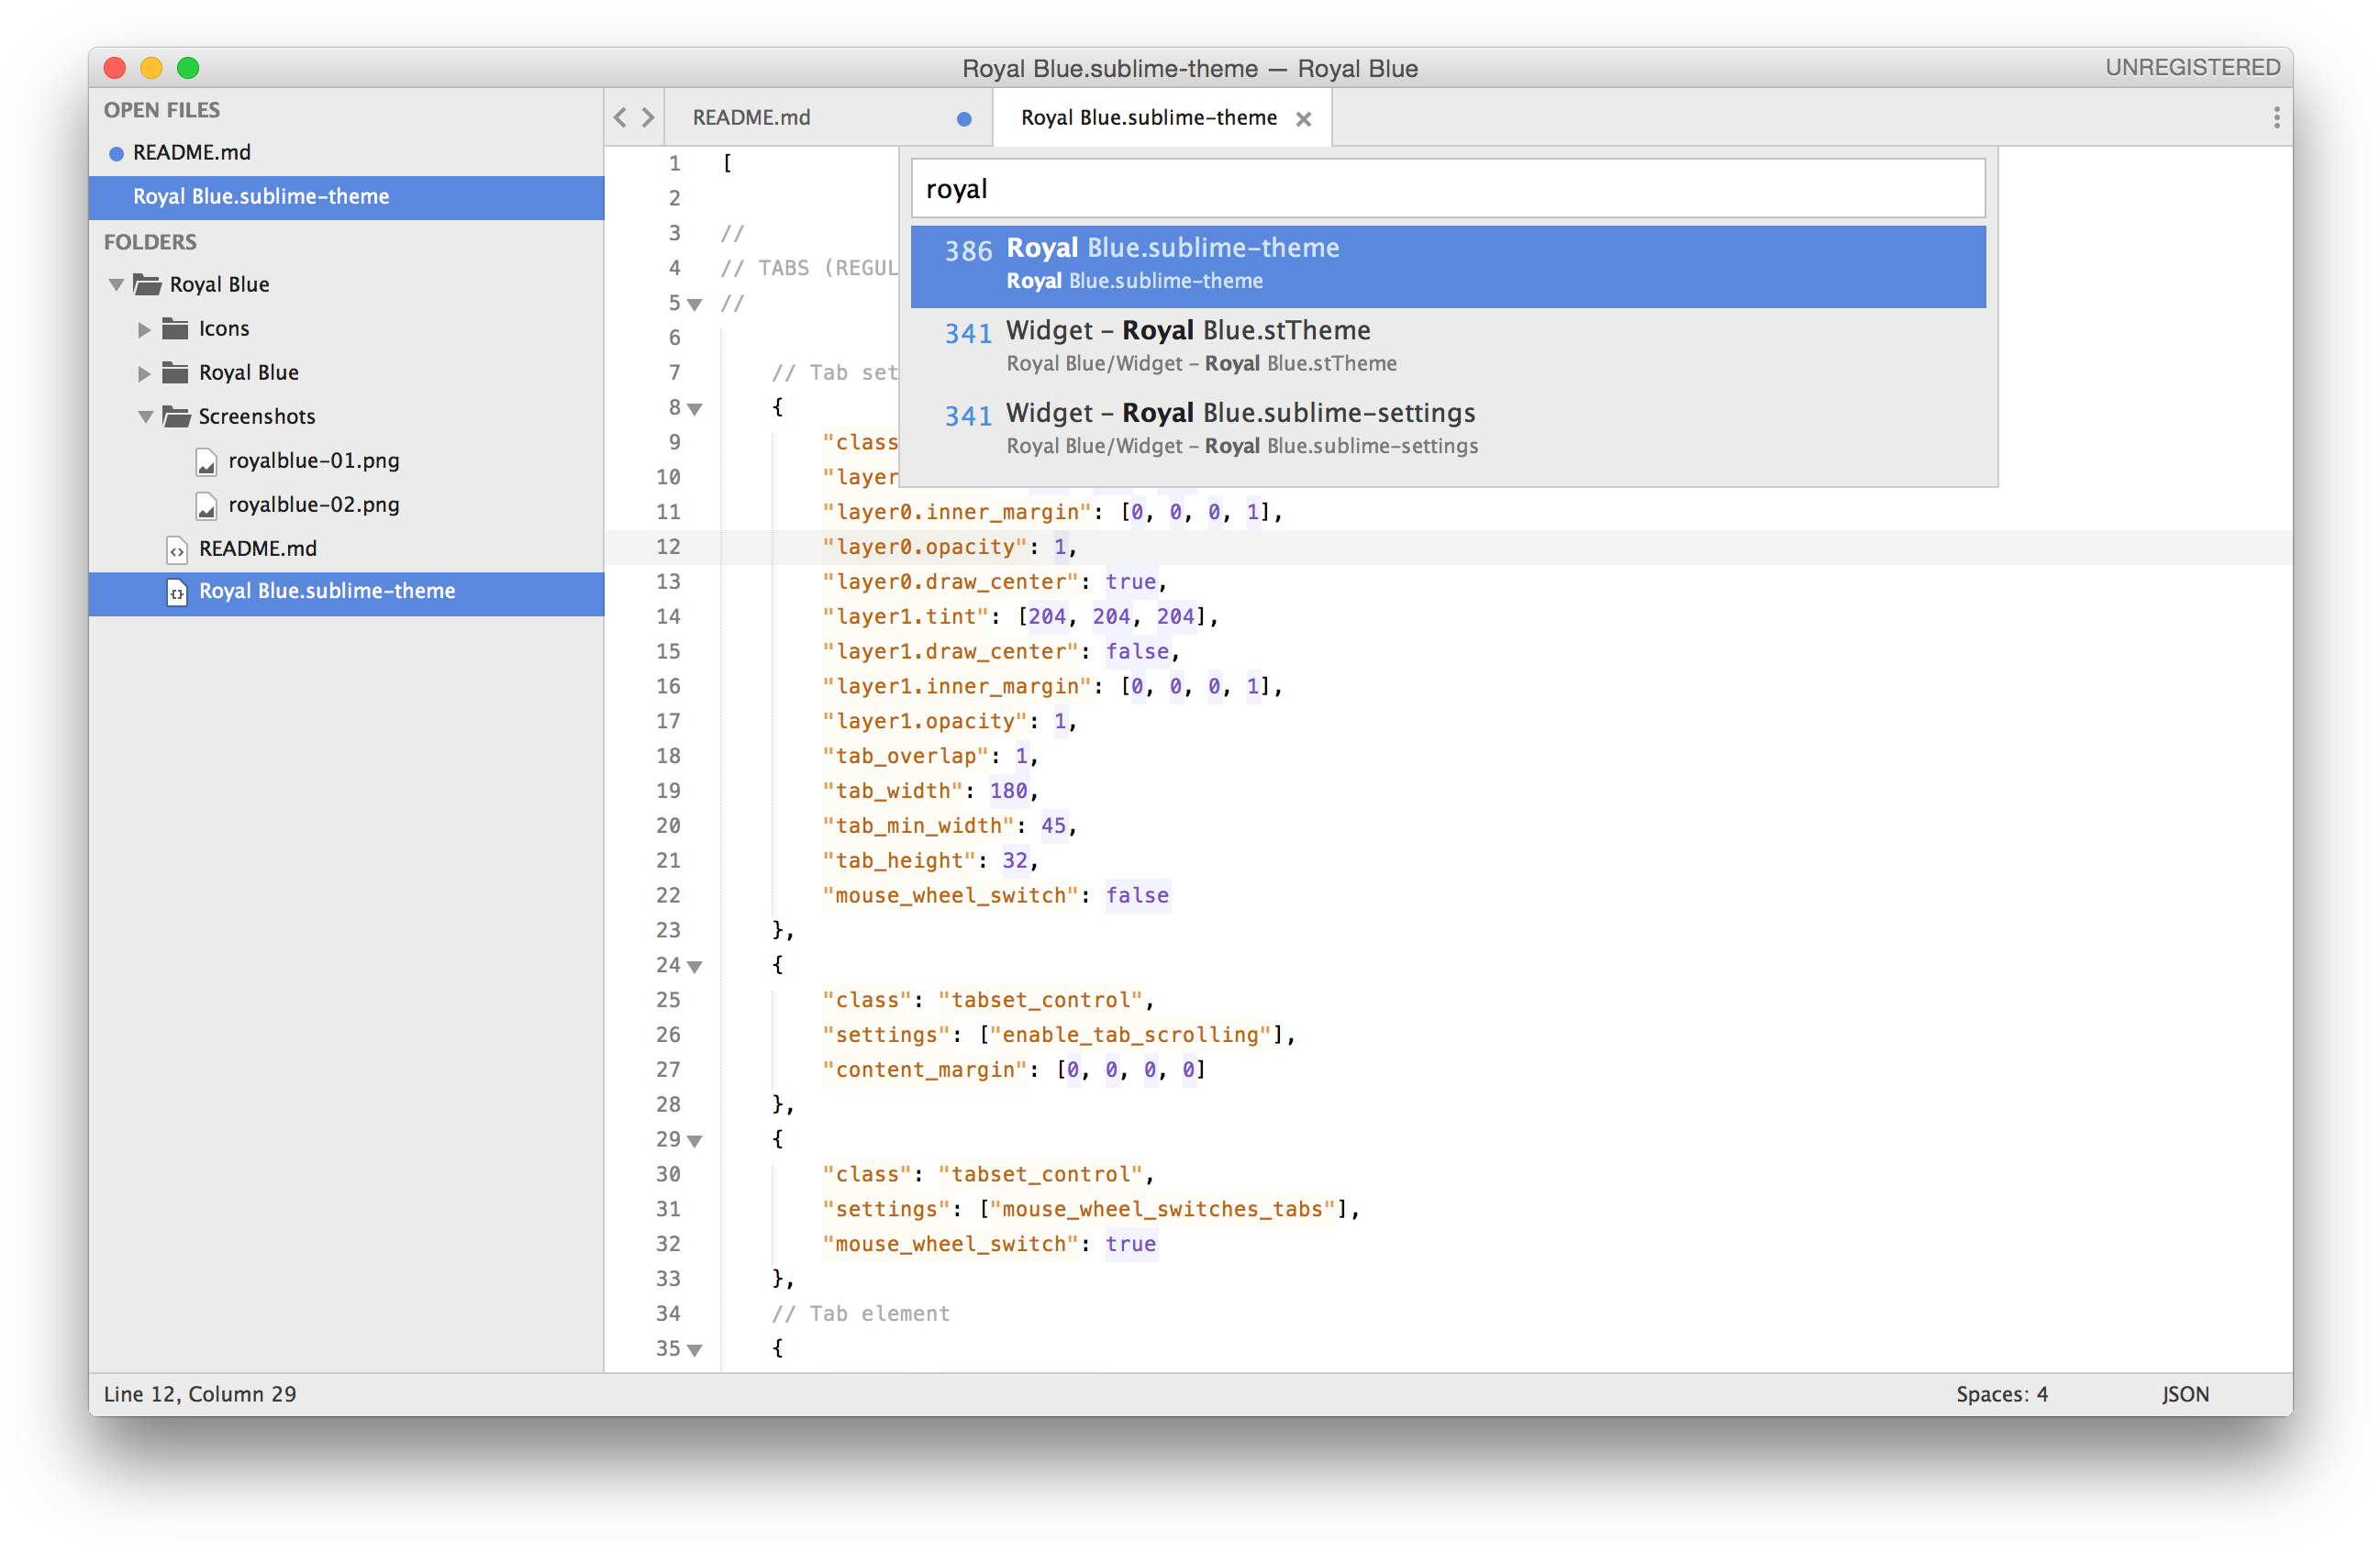 Royal Blue.sublime-theme — Royal Blue
UNREGISTERED
OPEN FILES
README.md
Royal Blue.sublime-theme
FOLDERS
Royal Blue
Icons
Royal Blue
Screenshots
royalblue-01.png
royalblue-02.png
README.md
Royal Blue.sublime-theme
README.md
Royal Blue.sublime-theme
royal
386 Royal Blue.sublime-theme
Royal Blue.sublime-theme
341 Widget – Royal Blue.stTheme
Royal Blue/Widget – Royal Blue.stTheme
341 Widget – Royal Blue.sublime-settings
Royal Blue/Widget – Royal Blue.sublime-settings
1 [
2
3 //
4 // TABS (REGUL
5 //
6
7 // Tab set
8 {
9 "class
10 "layer
11 "layer0.inner_margin": [0, 0, 0, 1],
12 "layer0.opacity": 1,
13 "layer0.draw_center": true,
14 "layer1.tint": [204, 204, 204],
15 "layer1.draw_center": false,
16 "layer1.inner_margin": [0, 0, 0, 1],
17 "layer1.opacity": 1,
18 "tab_overlap": 1,
19 "tab_width": 180,
20 "tab_min_width": 45,
21 "tab_height": 32,
22 "mouse_wheel_switch": false
23 },
24 {
25 "class": "tabset_control",
26 "settings": ["enable_tab_scrolling"],
27 "content_margin": [0, 0, 0, 0]
28 },
29 {
30 "class": "tabset_control",
31 "settings": ["mouse_wheel_switches_tabs"],
32 "mouse_wheel_switch": true
33 },
34 // Tab element
35 {
Line 12, Column 29
Spaces: 4
JSON